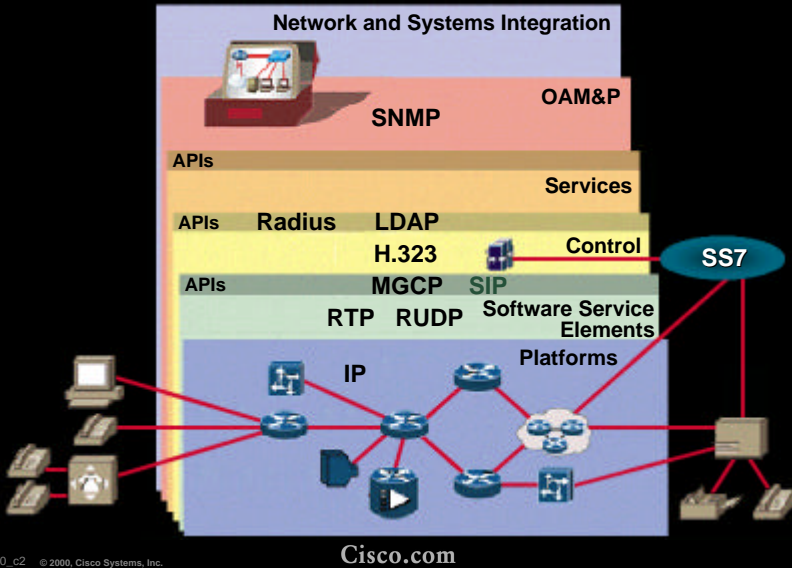 Network and Systems Integration
OAM&P
SNMP
APIs
Services
APIs Radius LDAP
H.323 Control
SS7
APIs MGCP SIP
RTP RUDP Software Service
Elements
Platforms
IP
0_c2 © 2000, Cisco Systems, Inc.
Cisco.com